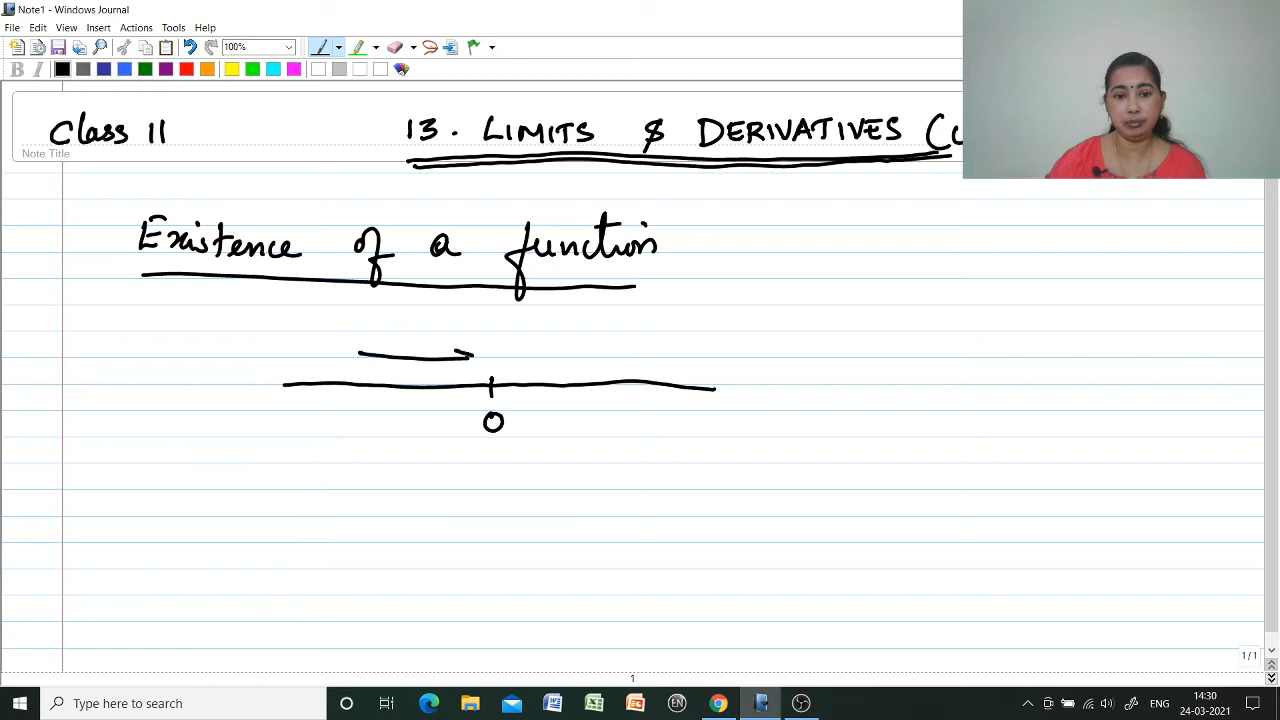 Note1 - Windows Journal
File Edit View Insert Actions Tools Help
100%
B I
Class 11 13. LIMITS & DERIVATIVES (
Note Title
Existence of a function
0
1/1
1
Type here to search
EN
ENG
14:30
24-03-2021